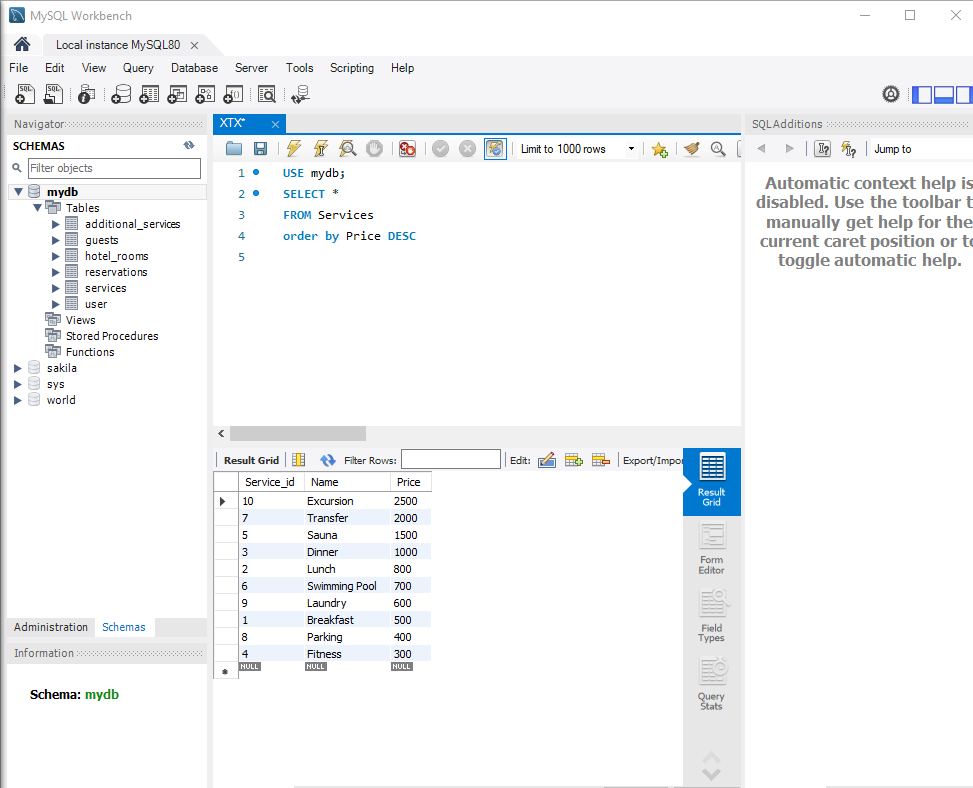 MySQL Workbench
Local instance MySQL80
File Edit View Query Database Server Tools Scripting Help
Navigator
SCHEMAS
Filter objects
mydb
Tables
additional_services
guests
hotel_rooms
reservations
services
user
Views
Stored Procedures
Functions
sakila
sys
world
Administration Schemas
Information
Schema: mydb
XTX*
Limit to 1000 rows
1 USE mydb;
2 SELECT *
3 FROM Services
4 order by Price DESC
5
Result Grid Filter Rows: Edit: Export/Impor
Service_id Name Price
10 Excursion 2500
7 Transfer 2000
5 Sauna 1500
3 Dinner 1000
2 Lunch 800
6 Swimming Pool 700
9 Laundry 600
1 Breakfast 500
8 Parking 400
4 Fitness 300
NULL NULL NULL
Result
Grid
Form
Editor
Field
Types
Query
Stats
SQLAdditions
Jump to
Automatic context help is
disabled. Use the toolbar t
manually get help for the
current caret position or to
toggle automatic help.